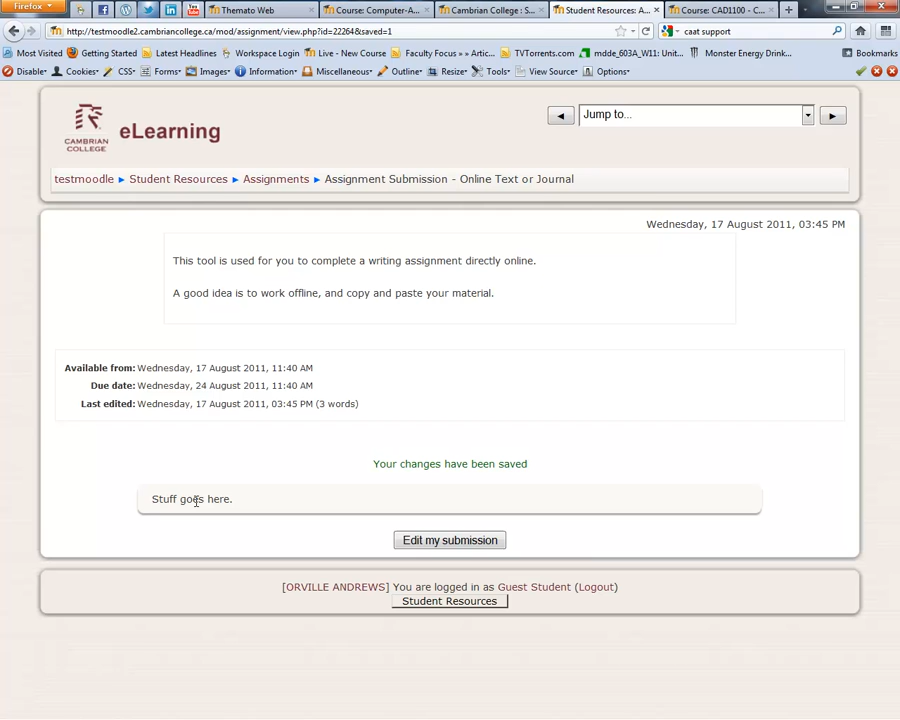 Firefox
Themato Web
Course: Computer-A...
Cambrian College : S...
Student Resources: A...
Course: CAD1100 - C...
http://testmoodle2.cambriancollege.ca/mod/assignment/view.php?id=22264&saved=1
caat support
Most Visited
Getting Started
Latest Headlines
Workspace Login
Live - New Course
Faculty Focus » Artic...
TVTorrents.com
mdde_603A_W11: Unit...
Monster Energy Drink...
Bookmarks
Disable
Cookies
CSS
Forms
Images
Information
Miscellaneous
Outline
Resize
Tools
View Source
Options
CAMBRIAN
COLLEGE
eLearning
Jump to...
testmoodle ► Student Resources ► Assignments ► Assignment Submission - Online Text or Journal
Wednesday, 17 August 2011, 03:45 PM
This tool is used for you to complete a writing assignment directly online.
A good idea is to work offline, and copy and paste your material.
Available from: Wednesday, 17 August 2011, 11:40 AM
Due date: Wednesday, 24 August 2011, 11:40 AM
Last edited: Wednesday, 17 August 2011, 03:45 PM (3 words)
Your changes have been saved
Stuff goes here.
Edit my submission
[ORVILLE ANDREWS] You are logged in as Guest Student (Logout)
Student Resources